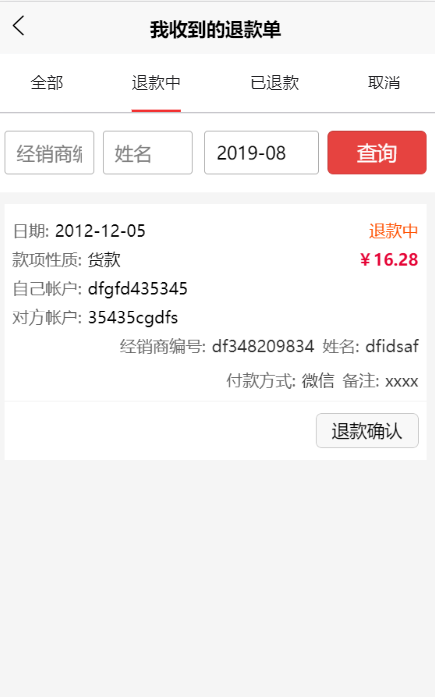 我收到的退款单
全部 退款中 已退款 取消
经销商编 姓名 2019-08 查询
日期: 2012-12-05 退款中
款项性质: 货款 ¥16.28
自己帐户: dfgfd435345
对方帐户: 35435cgdfs
经销商编号: df348209834 姓名: dfidsaf
付款方式: 微信 备注: xxxx
退款确认